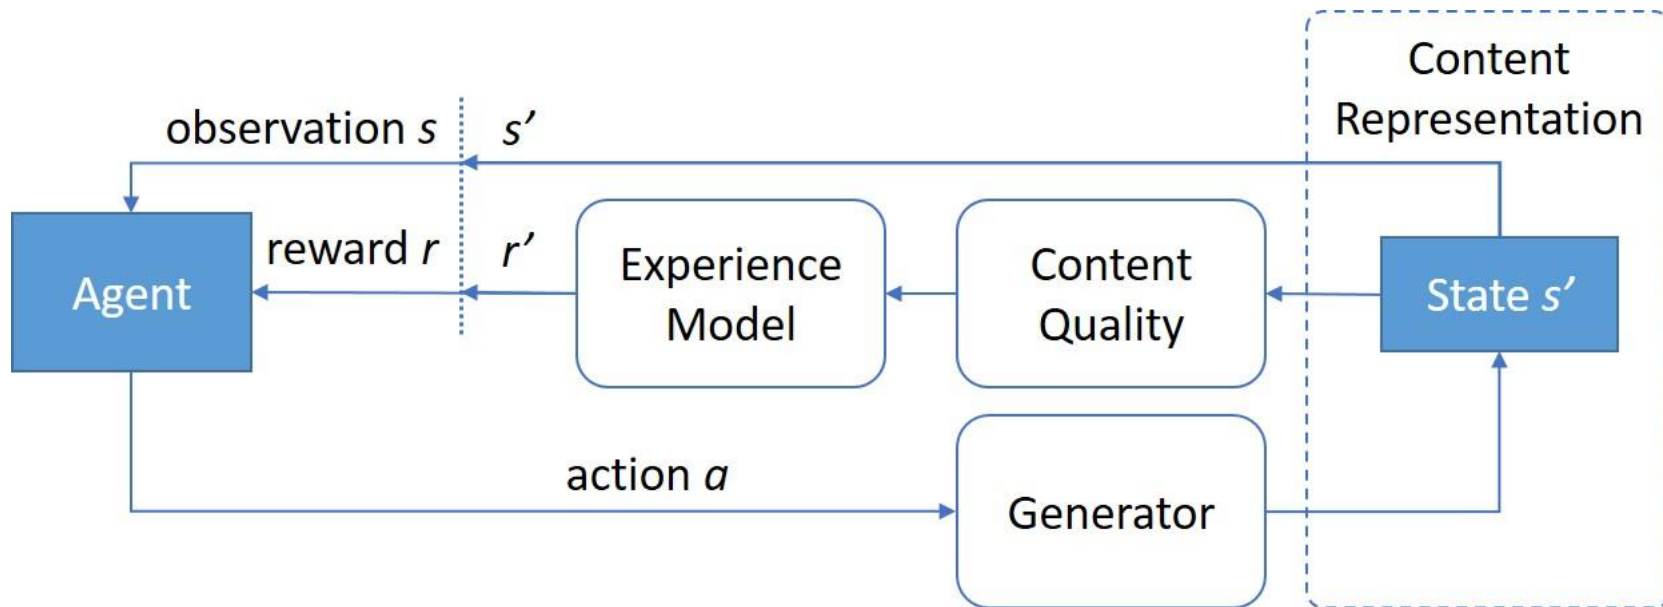 Content
Representation
observation s
s’
Agent
reward r
r’
Experience
Model
Content
Quality
State s’
action a
Generator